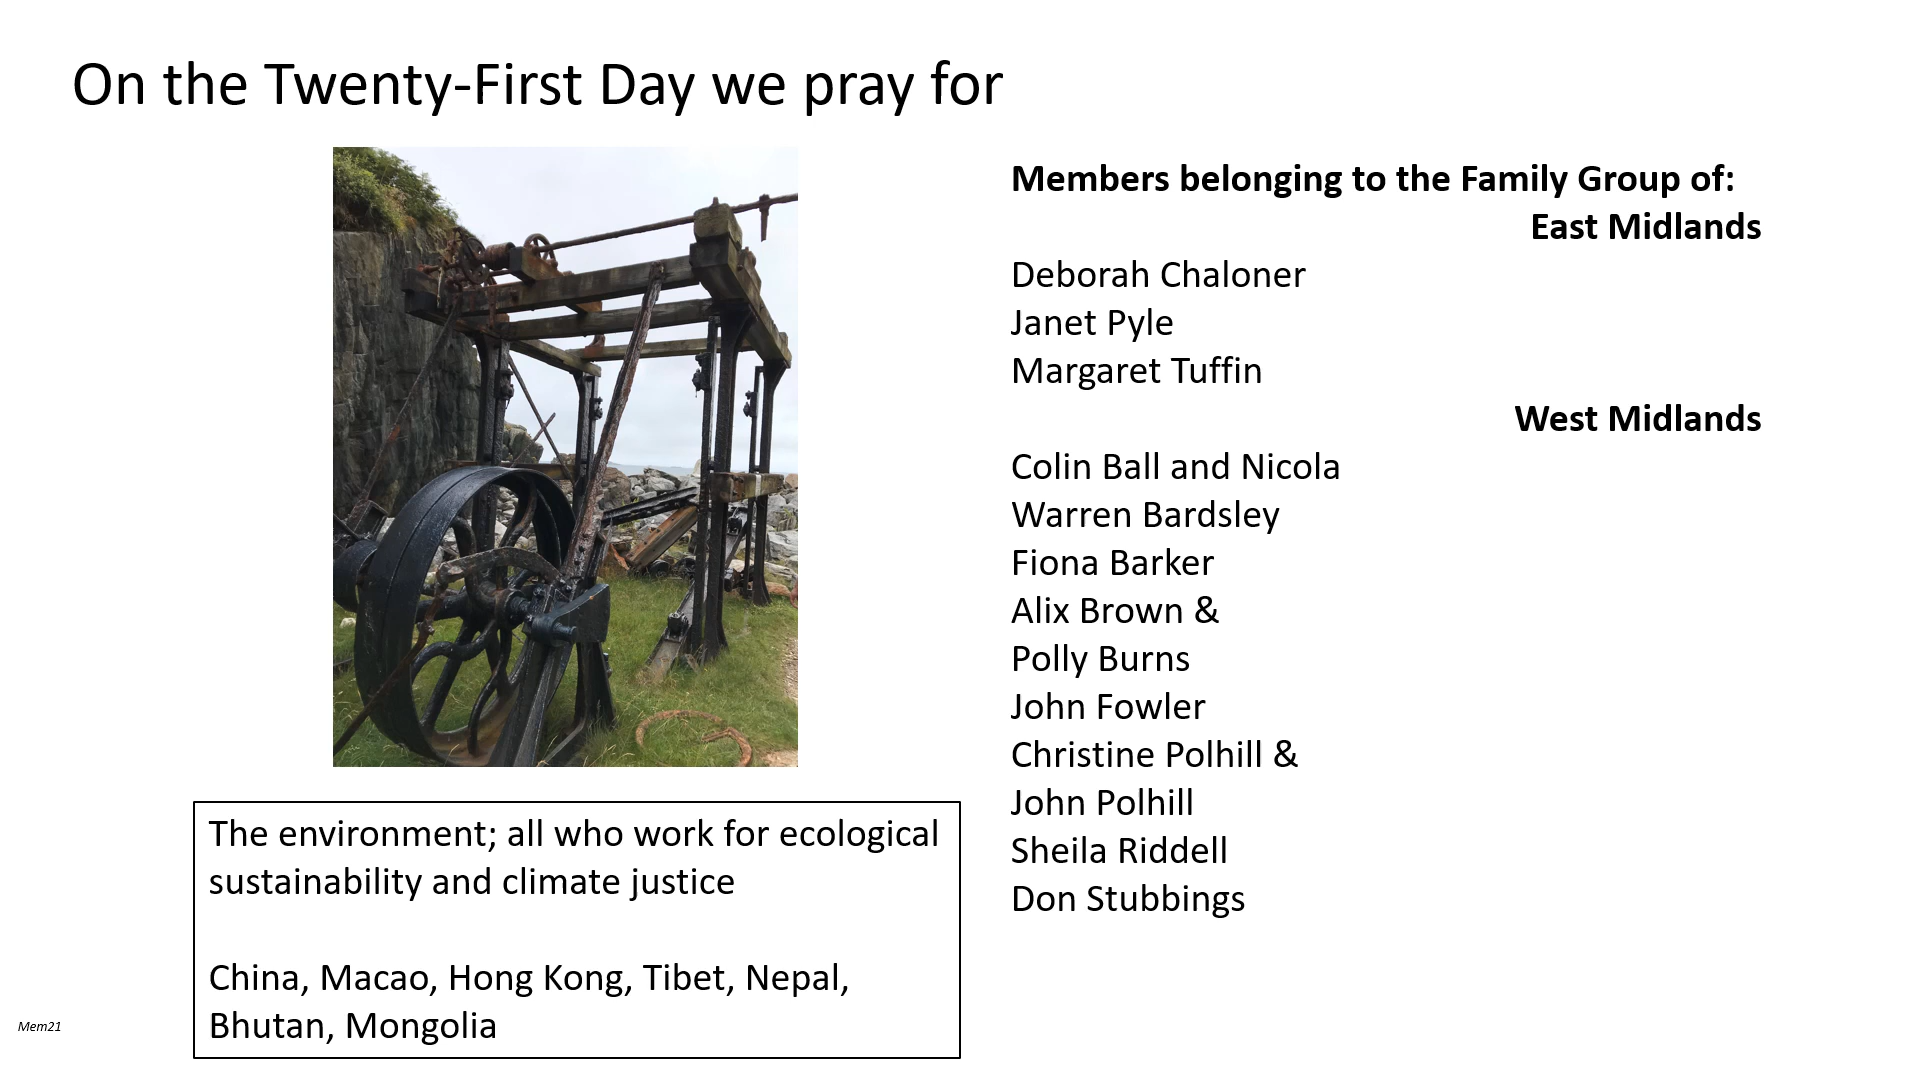 On the Twenty-First Day we pray for
Members belonging to the Family Group of:
East Midlands
Deborah Chaloner
Janet Pyle
Margaret Tuffin
West Midlands
Colin Ball and Nicola
Warren Bardsley
Fiona Barker
Alix Brown &
Polly Burns
John Fowler
Christine Polhill &
John Polhill
Sheila Riddell
Don Stubbings
The environment; all who work for ecological
sustainability and climate justice
China, Macao, Hong Kong, Tibet, Nepal,
Bhutan, Mongolia
Mem21